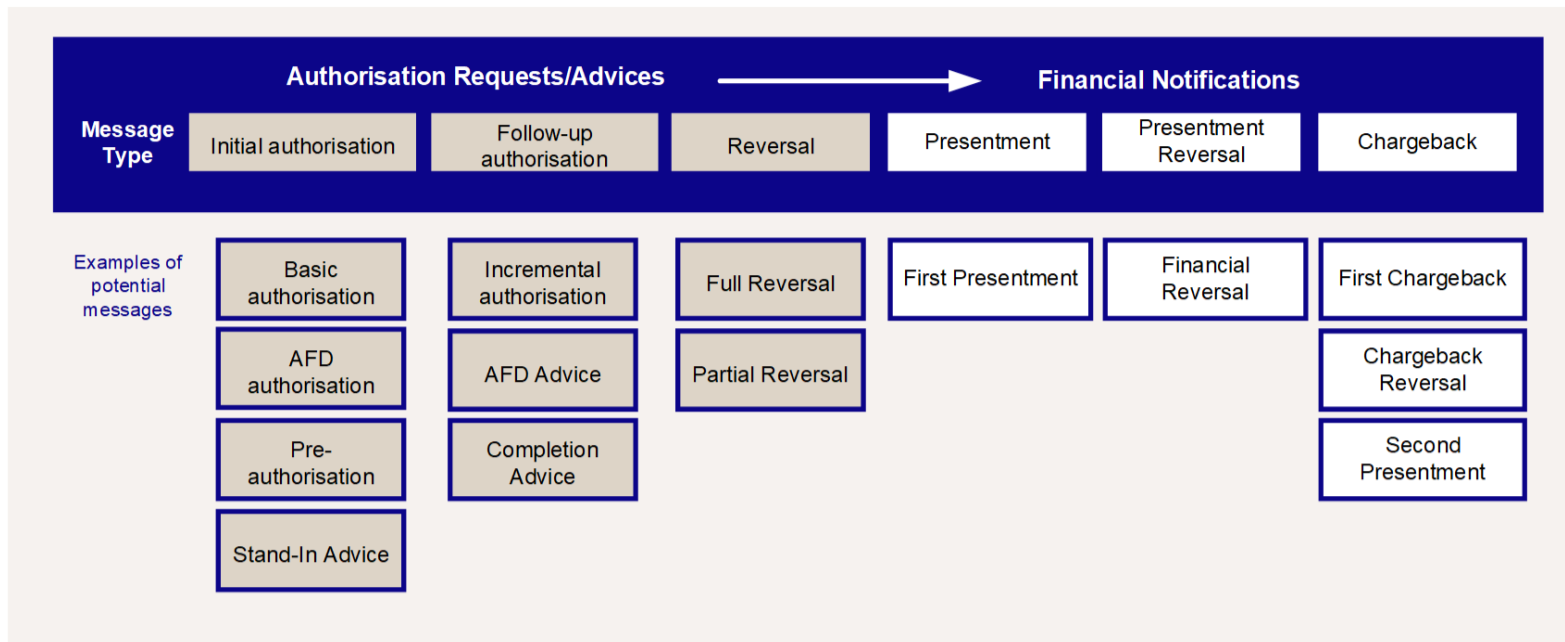 Authorisation Requests/Advices
Financial Notifications
Message
Type
Initial authorisation
Follow-up
authorisation
Reversal
Presentment
Presentment
Reversal
Chargeback
Examples of
potential
messages
Basic
authorisation
Incremental
authorisation
Full Reversal
First Presentment
Financial
Reversal
First Chargeback
AFD
authorisation
AFD Advice
Partial Reversal
Chargeback
Reversal
Pre-
authorisation
Completion
Advice
Second
Presentment
Stand-In Advice